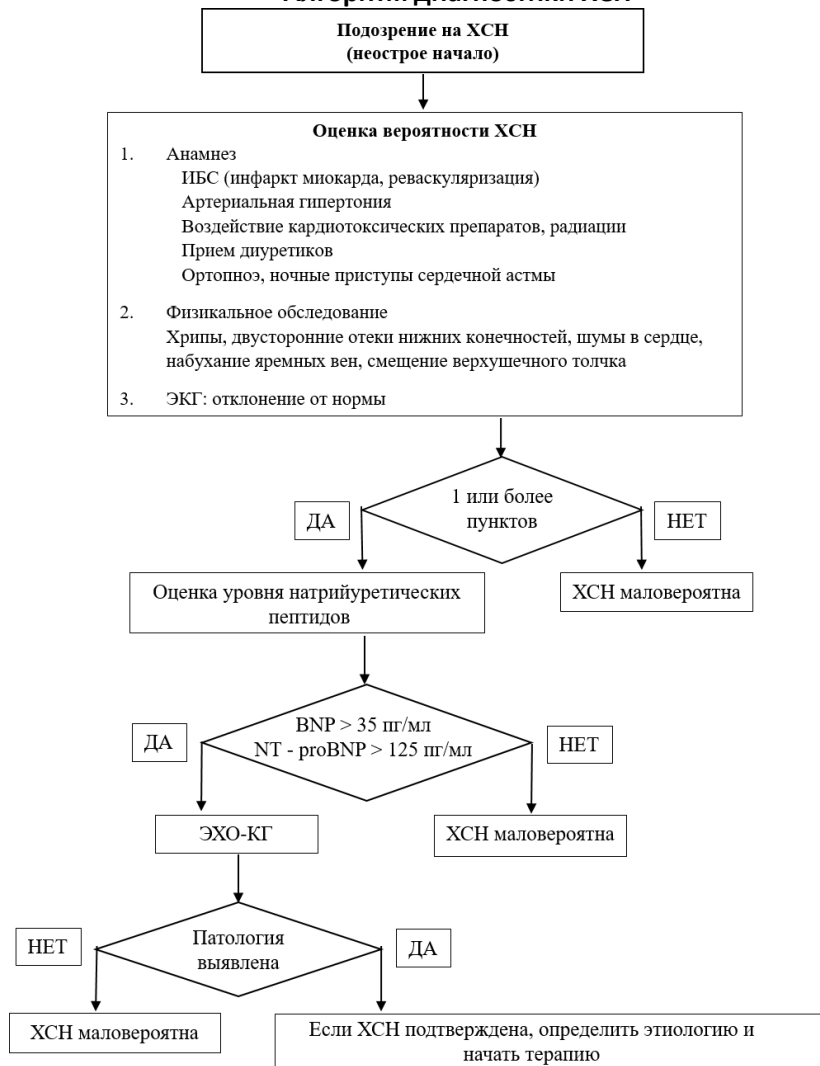 Подозрение на ХСН
(неострое начало)
Оценка вероятности ХСН
1. Анамнез
ИБС (инфаркт миокарда, реваскуляризация)
Артериальная гипертония
Воздействие кардиотоксических препаратов, радиации
Прием диуретиков
Ортопноэ, ночные приступы сердечной астмы
2. Физикальное обследование
Хрипы, двусторонние отеки нижних конечностей, шумы в сердце,
набухание яремных вен, смещение верхушечного толчка
3. ЭКГ: отклонение от нормы
1 или более
пунктов
ДА
НЕТ
Оценка уровня натрийуретических
пептидов
ХСН маловероятна
BNP > 35 пг/мл
NT - proBNP > 125 пг/мл
ДА
НЕТ
ЭХО-КГ
ХСН маловероятна
Патология
выявлена
НЕТ
ДА
ХСН маловероятна
Если ХСН подтверждена, определить этиологию и
начать терапию